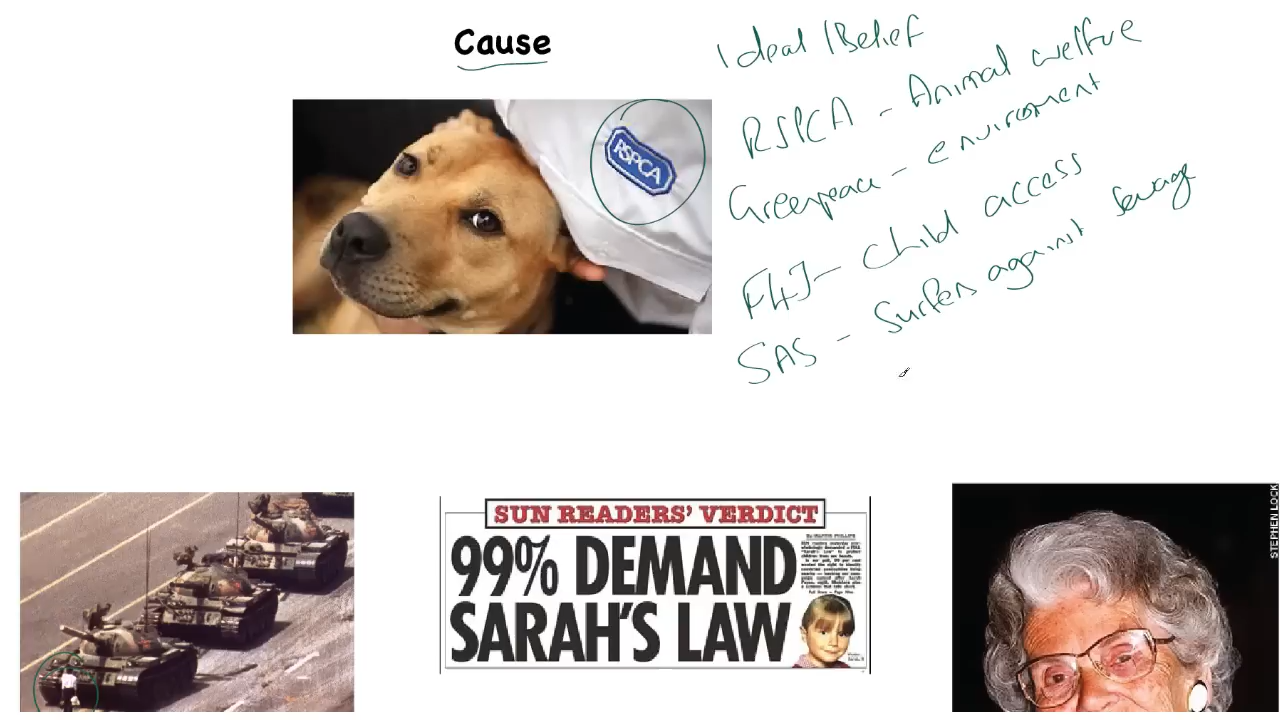 Cause
Ideal / Belief
RSPCA - Animal welfare
RSPCA
Greenpeace - enviroment
F4J - Child access
SAS - Surfers against Sewage
SUN READERS' VERDICT
99% DEMAND
SARAH'S LAW
STEPHEN LOCK